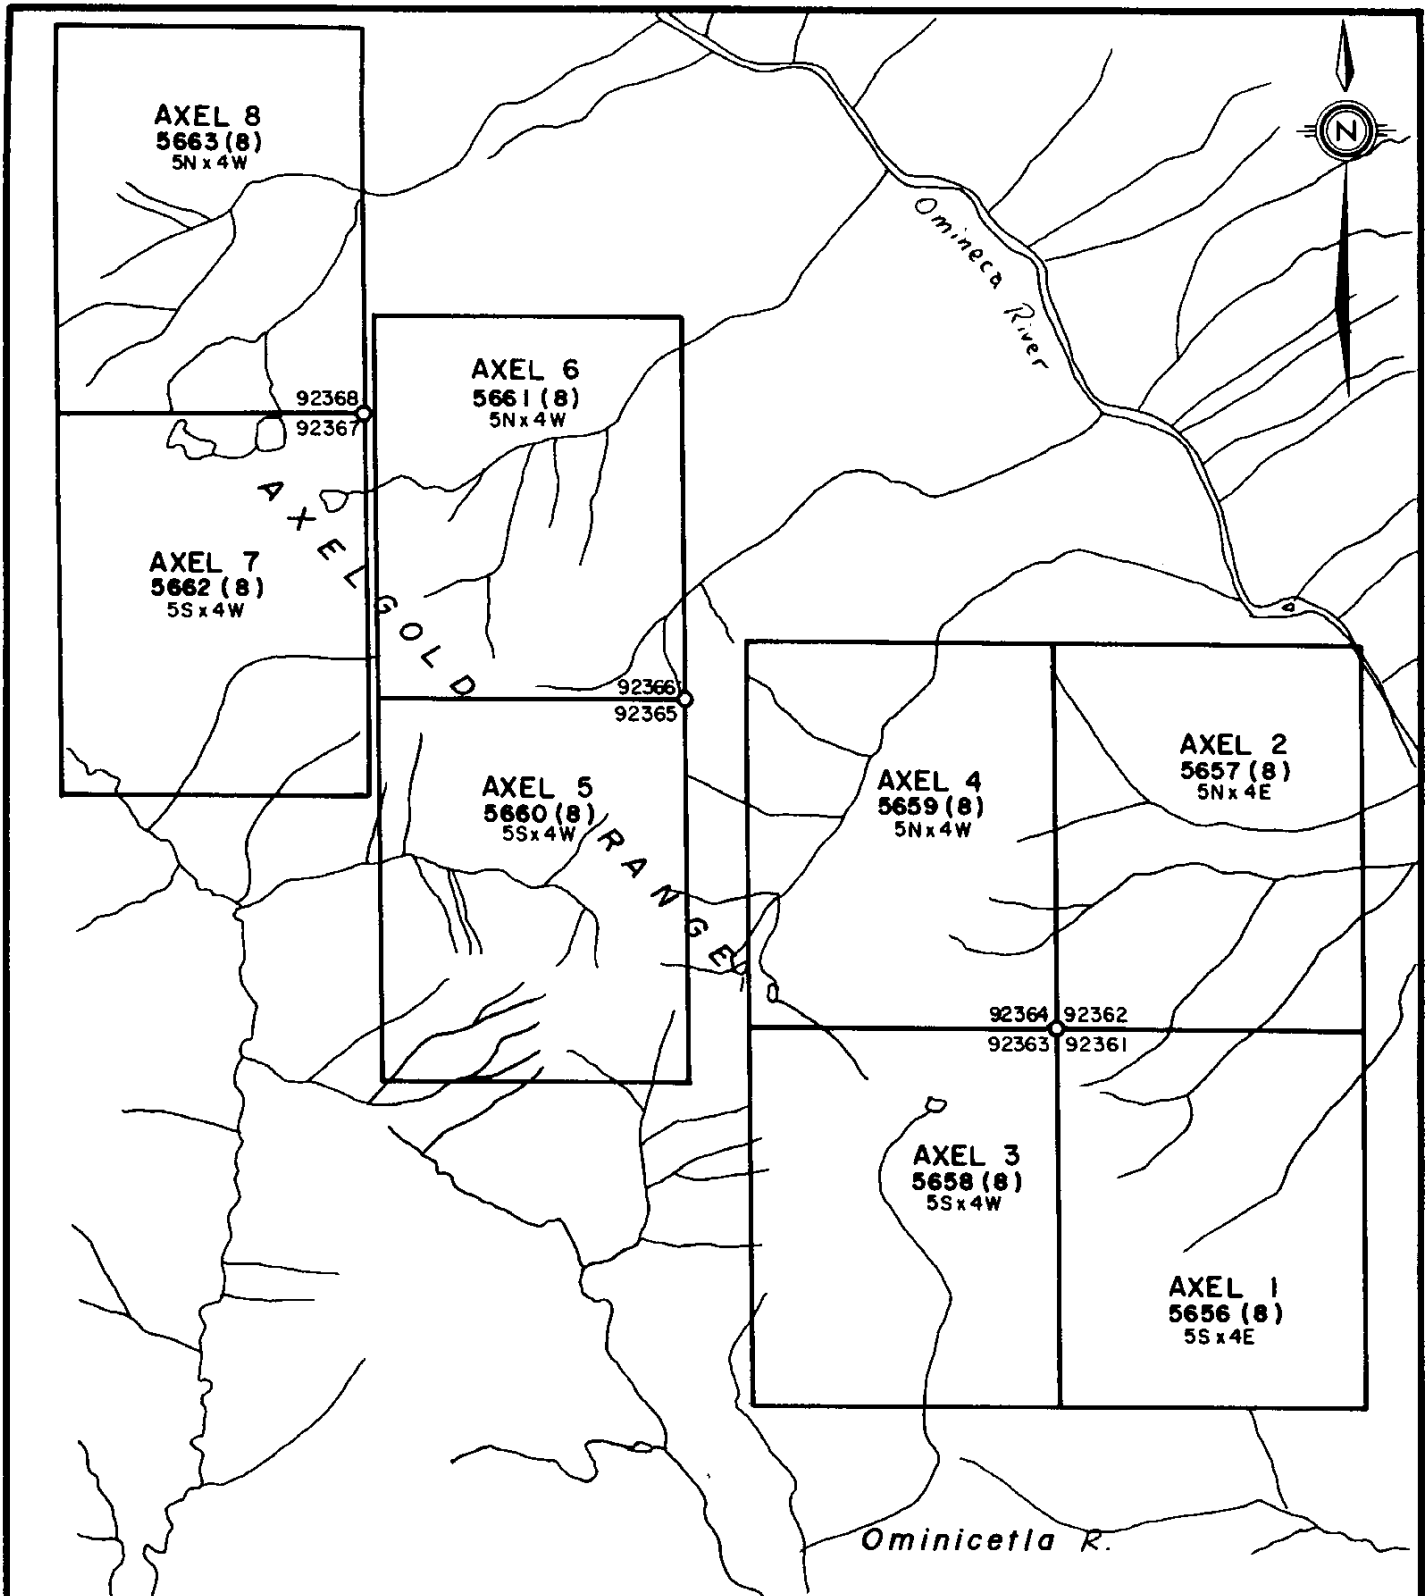 AXEL 8
5663 (8)
5N x 4W
N
Omineca River
AXEL 6
5661 (8)
5N x 4W
92368
92367
AXELGOLD RANGE
AXEL 7
5662 (8)
5S x 4W
92366
92365
AXEL 5
5660 (8)
5S x 4W
AXEL 4
5659 (8)
5N x 4W
AXEL 2
5657 (8)
5N x 4E
92364 92362
92363 92361
AXEL 3
5658 (8)
5S x 4W
AXEL 1
5656 (8)
5S x 4E
Ominicetla R.